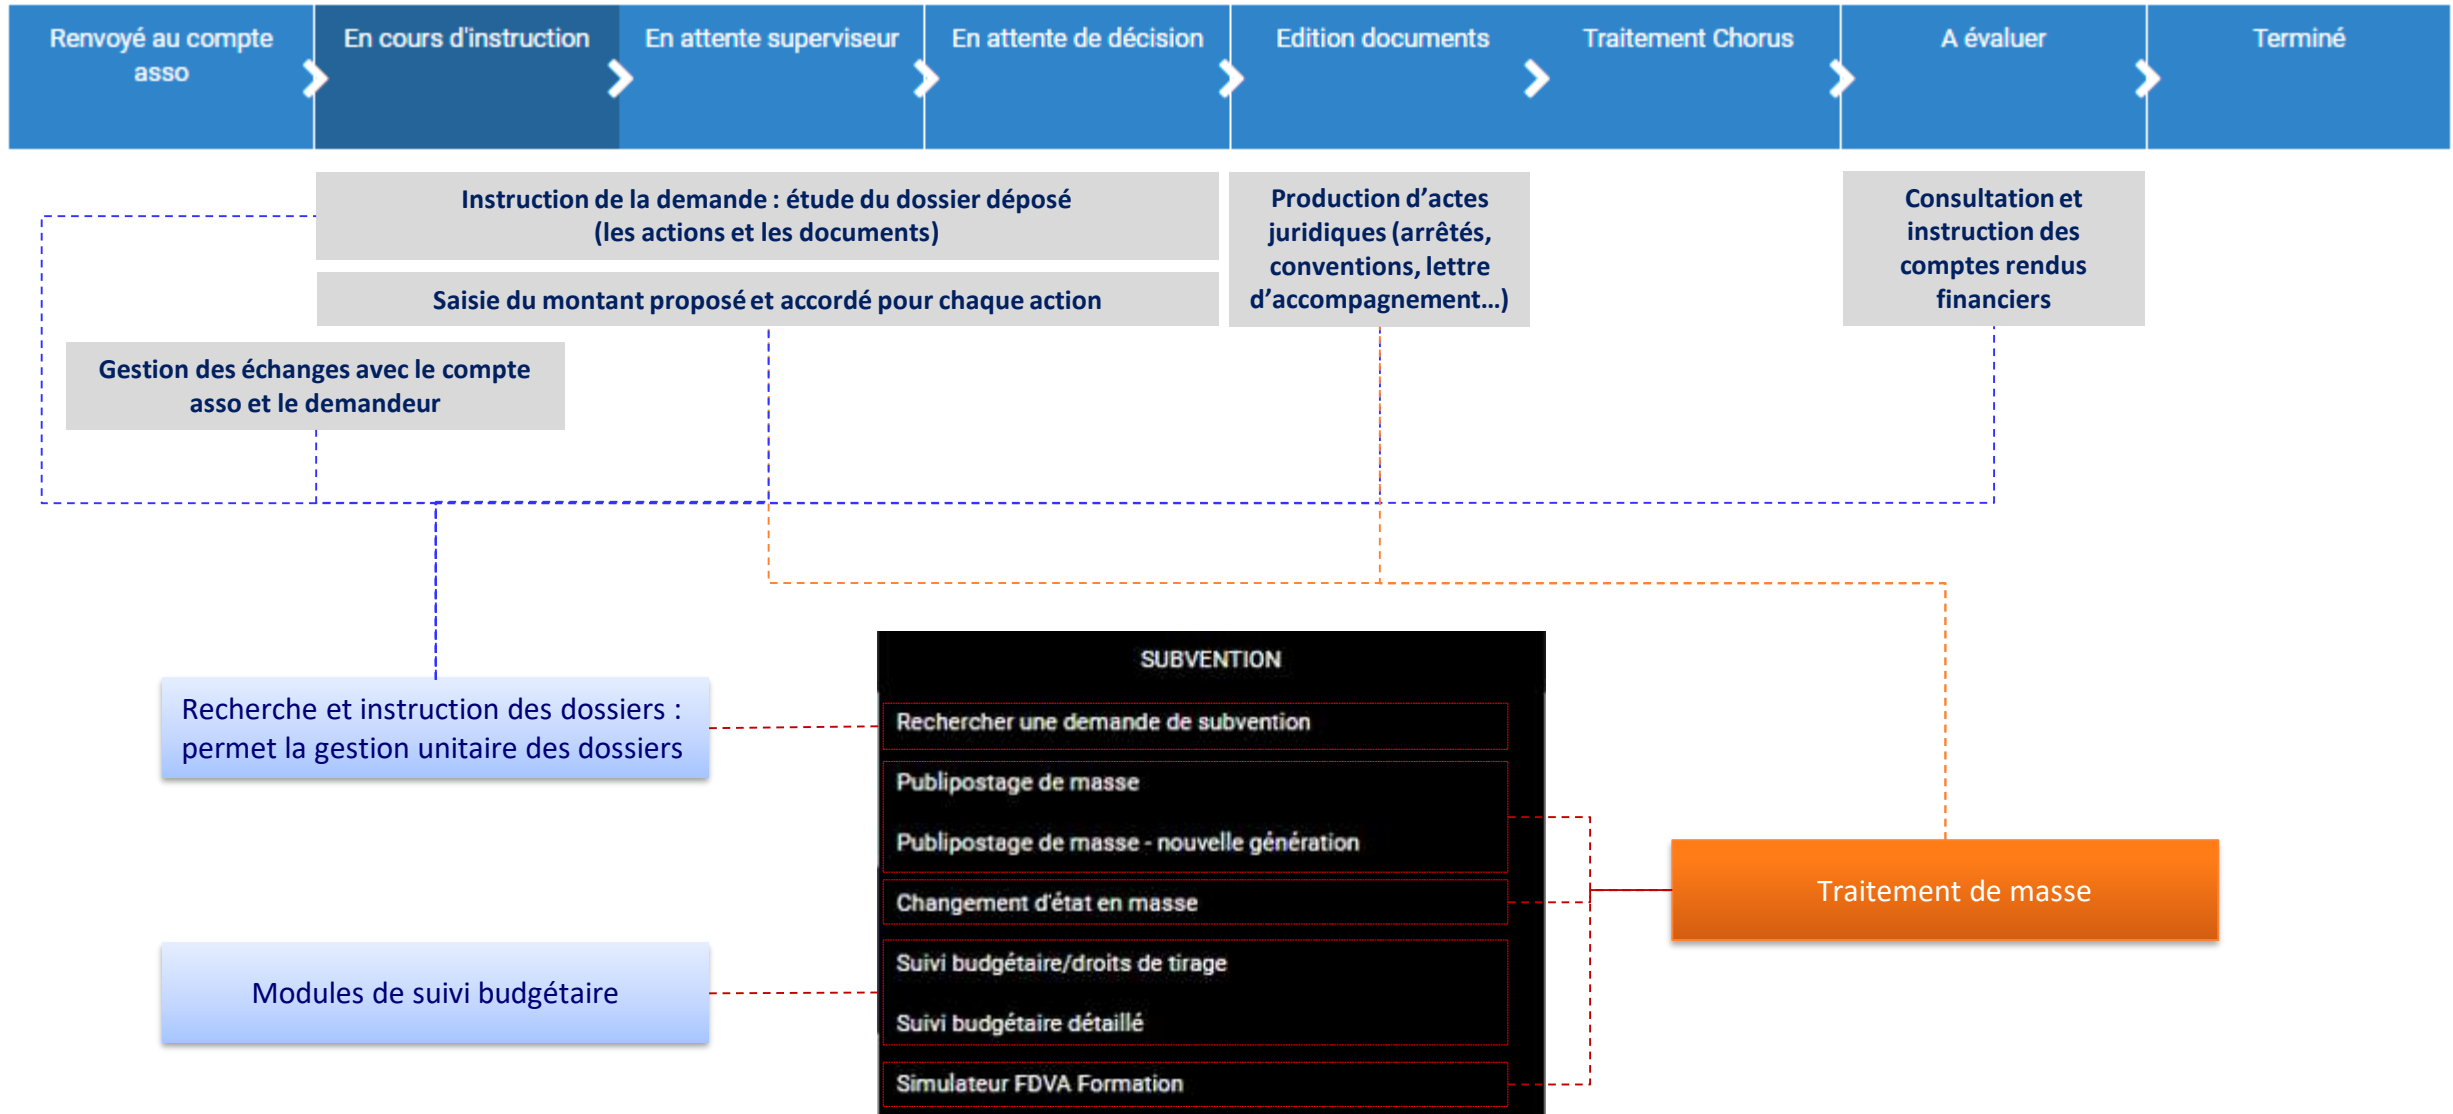 Renvoyé au compte
asso
En cours d'instruction
En attente superviseur
En attente de décision
Edition documents
Traitement Chorus
A évaluer
Terminé
Instruction de la demande : étude du dossier déposé
(les actions et les documents)
Saisie du montant proposé et accordé pour chaque action
Production d’actes
juridiques (arrêtés,
conventions, lettre
d’accompagnement…)
Consultation et
instruction des
comptes rendus
financiers
Gestion des échanges avec le compte
asso et le demandeur
SUBVENTION
Rechercher une demande de subvention
Publipostage de masse
Publipostage de masse - nouvelle génération
Changement d'état en masse
Suivi budgétaire/droits de tirage
Suivi budgétaire détaillé
Simulateur FDVA Formation
Recherche et instruction des dossiers :
permet la gestion unitaire des dossiers
Modules de suivi budgétaire
Traitement de masse